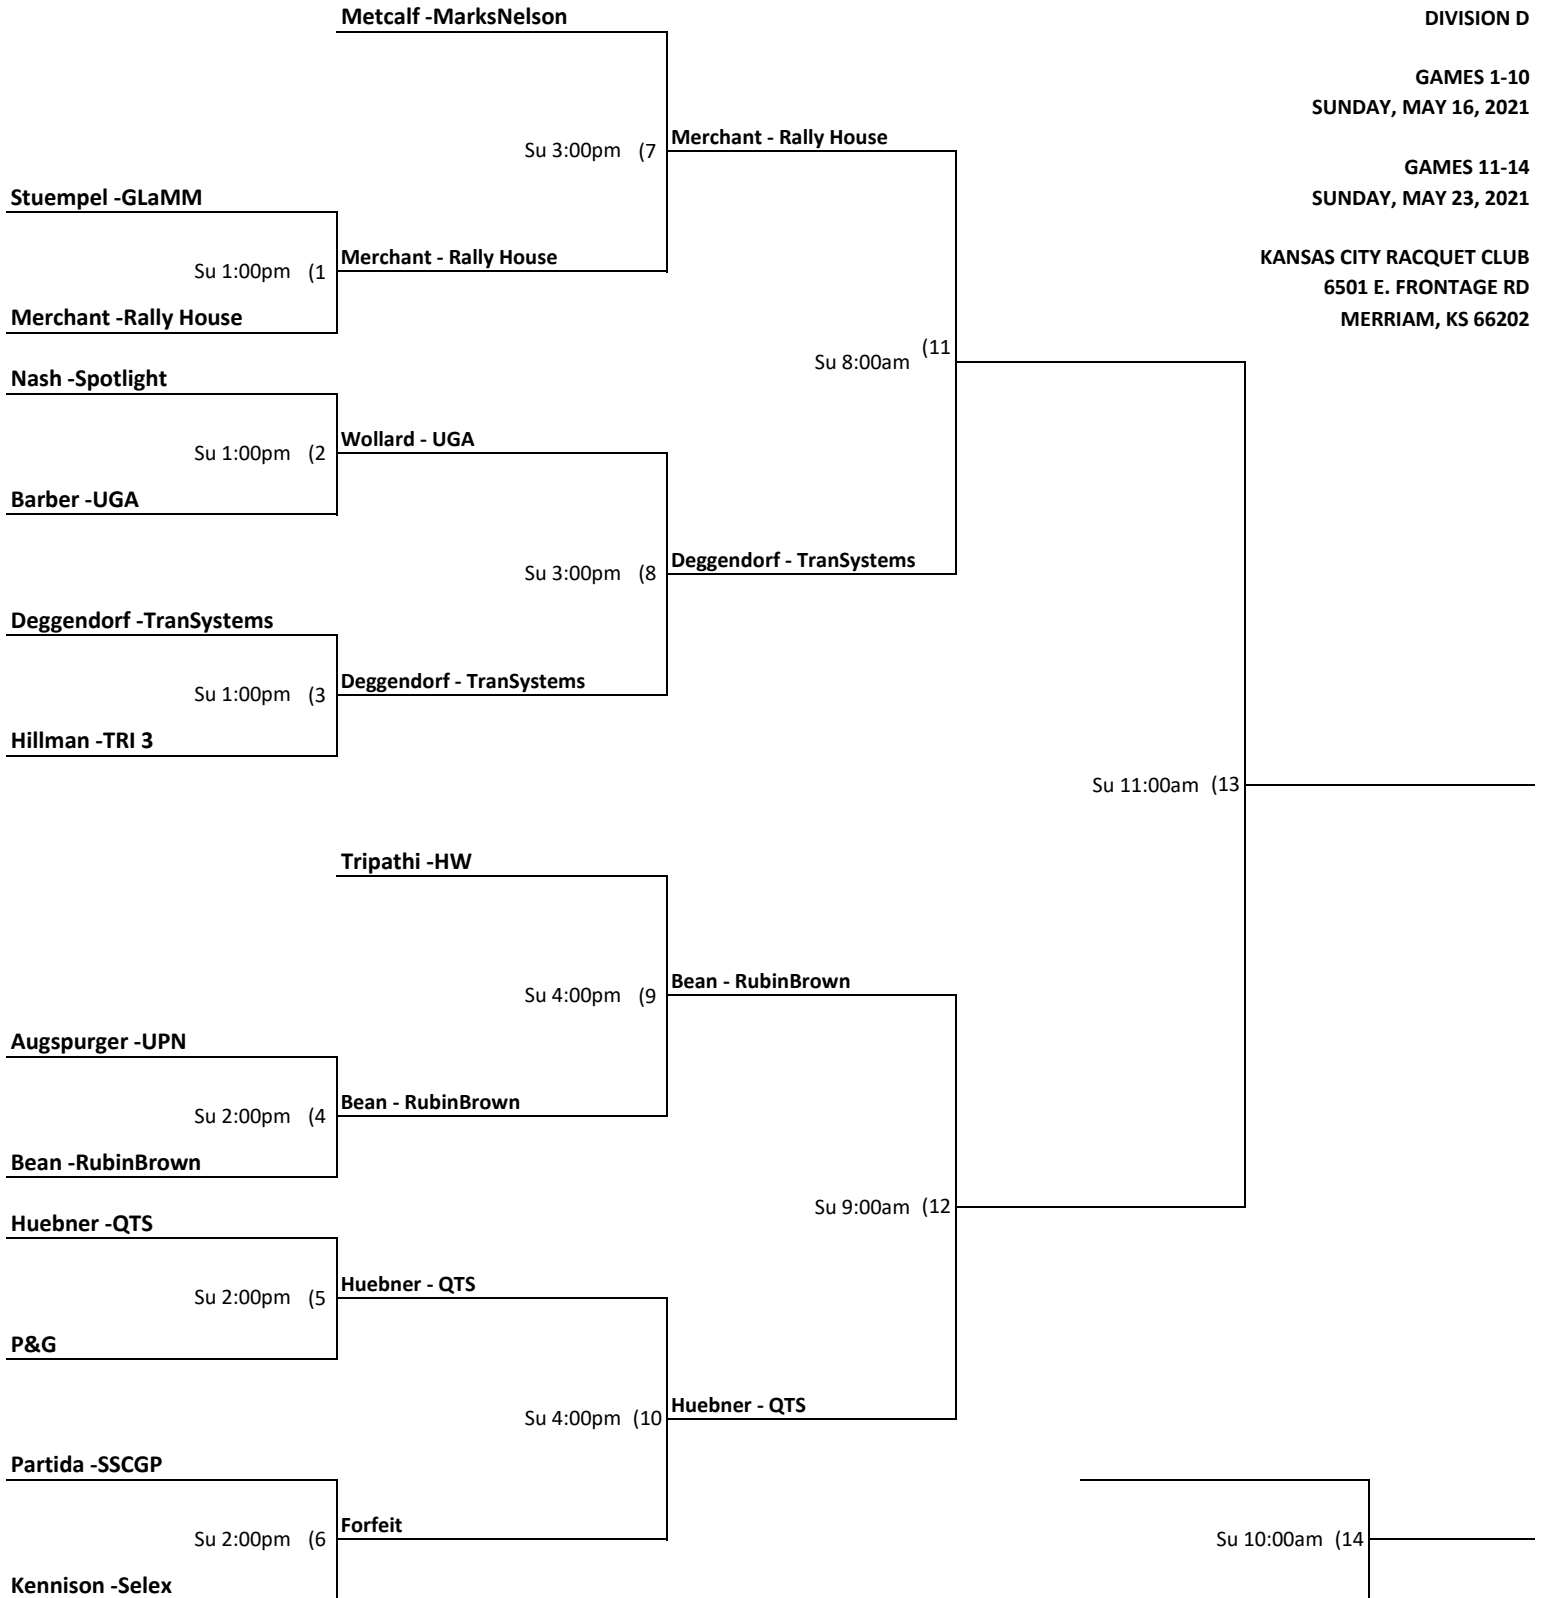 Metcalf -MarksNelson
DIVISION D
GAMES 1-10
SUNDAY, MAY 16, 2021
Su 3:00pm (7
Merchant - Rally House
GAMES 11-14
SUNDAY, MAY 23, 2021
Stuempel -GLaMM
Su 1:00pm (1
Merchant - Rally House
KANSAS CITY RACQUET CLUB
6501 E. FRONTAGE RD
MERRIAM, KS 66202
Merchant -Rally House
Su 8:00am (11
Nash -Spotlight
Su 1:00pm (2
Wollard - UGA
Barber -UGA
Su 3:00pm (8
Deggendorf - TranSystems
Deggendorf -TranSystems
Su 1:00pm (3
Deggendorf - TranSystems
Hillman -TRI 3
Su 11:00am (13
Tripathi -HW
Su 4:00pm (9
Bean - RubinBrown
Augspurger -UPN
Su 2:00pm (4
Bean - RubinBrown
Bean -RubinBrown
Su 9:00am (12
Huebner -QTS
Su 2:00pm (5
Huebner - QTS
P&G
Su 4:00pm (10
Huebner - QTS
Partida -SSCGP
Su 2:00pm (6
Forfeit
Su 10:00am (14
Kennison -Selex